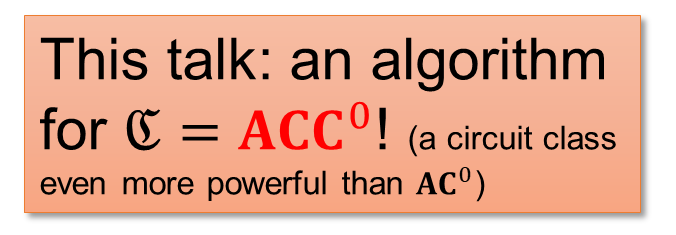 This talk: an algorithm
for ℭ = 𝐀𝐂𝐂⁰! (a circuit class
even more powerful than 𝐀𝐂⁰)